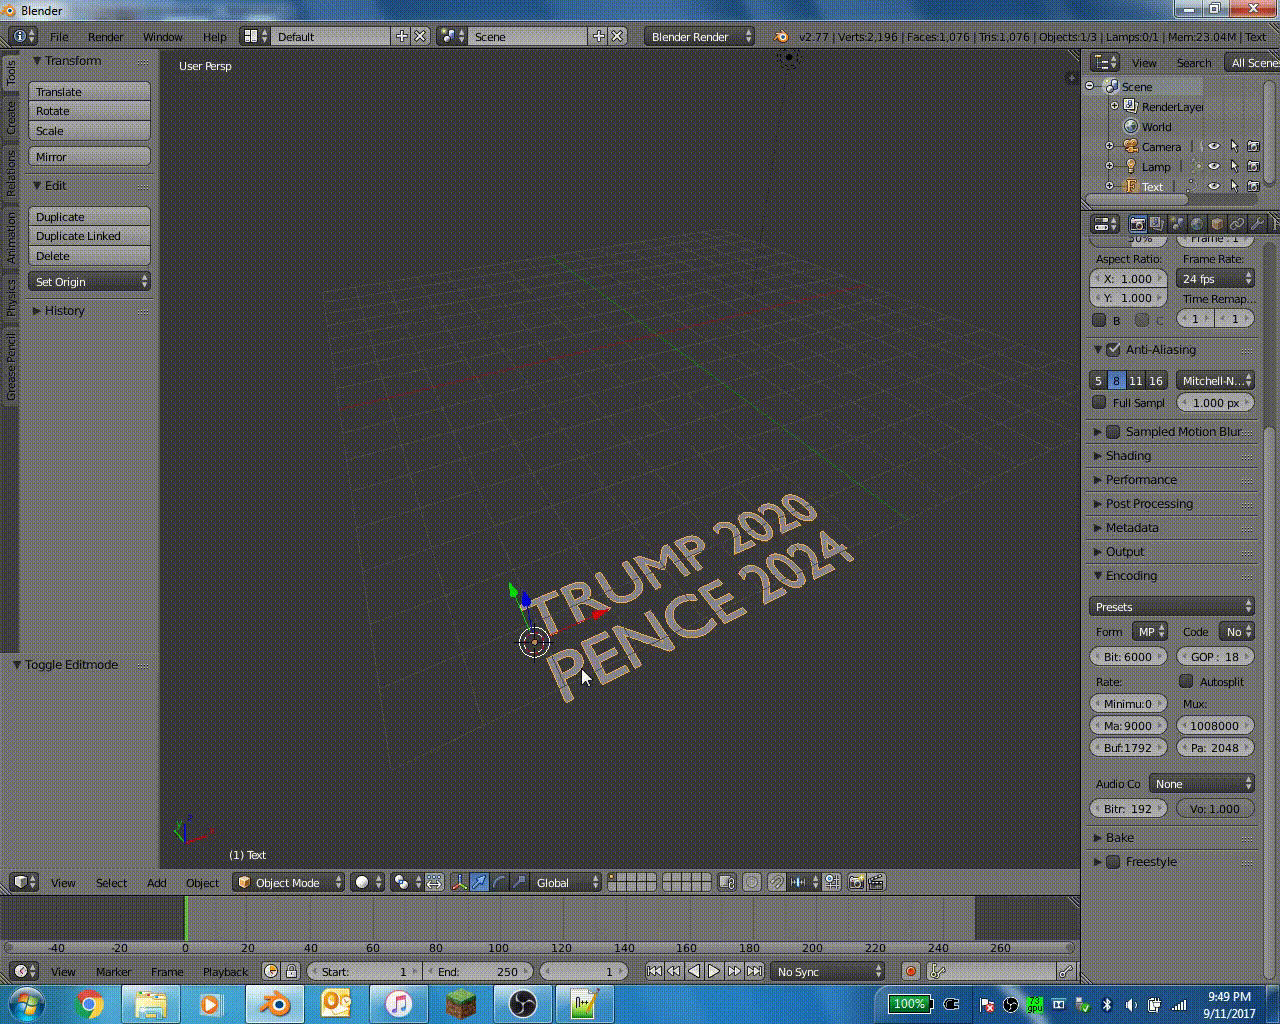 Blender
File Render Window Help Default Scene Blender Render v2.77 | Verts:2,196 | Faces:1,076 | Tris:1,076 | Objects:1/3 | Lamps:0/1 | Mem:23.04M | Text
Tools
Create
Relations
Animation
Physics
Grease Pencil
Transform
Translate
Rotate
Scale
Mirror
Edit
Duplicate
Duplicate Linked
Delete
Set Origin
History
Toggle Editmode
User Persp
TRUMP 2020
PENCE 2024
(1) Text
View Search All Scenes
Scene
RenderLayer
World
Camera
Lamp
Text
50% Frame : 1
Aspect Ratio: Frame Rate:
X: 1.000 24 fps
Y: 1.000 Time Remap...
B C 1 1
Anti-Aliasing
5 8 11 16 Mitchell-N...
Full Sampl 1.000 px
Sampled Motion Blur
Shading
Performance
Post Processing
Metadata
Output
Encoding
Presets
Form MP Code No
Bit: 6000 GOP: 18
Rate: Autosplit
Minimu:0 Mux:
Ma: 9000 1008000
Buf:1792 Pa: 2048
Audio Co None
Bitr: 192 Vo: 1.000
Bake
Freestyle
View Select Add Object Object Mode Global
-40 -20 0 20 40 60 80 100 120 140 160 180 200 220 240 260
View Marker Frame Playback Start: 1 End: 250 1 No Sync
100% 9:49 PM
9/11/2017